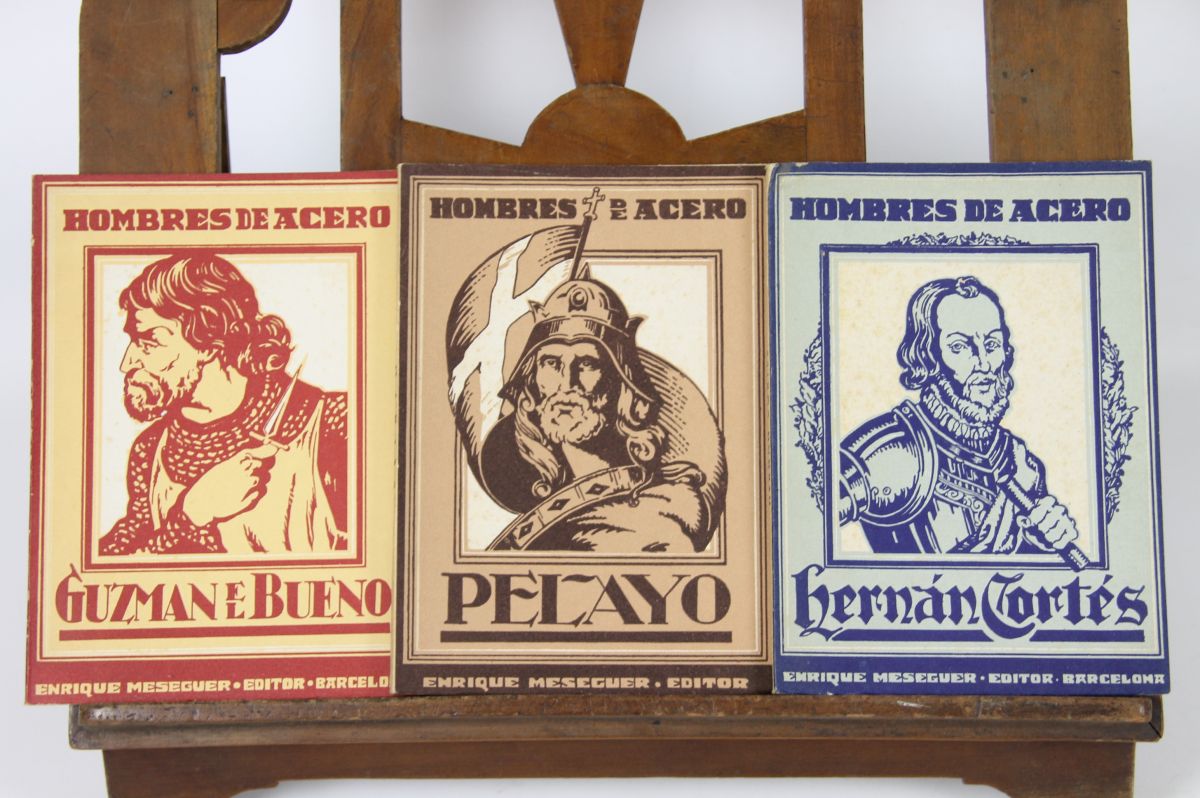 HOMBRES DE ACERO
GUZMAN EL BUENO
ENRIQUE MESEGUER · EDITOR · BARCELO
HOMBRES DE ACERO
PELAYO
ENRIQUE MESEGUER · EDITOR
HOMBRES DE ACERO
Hernán Cortés
ENRIQUE MESEGUER · EDITOR · BARCELONA